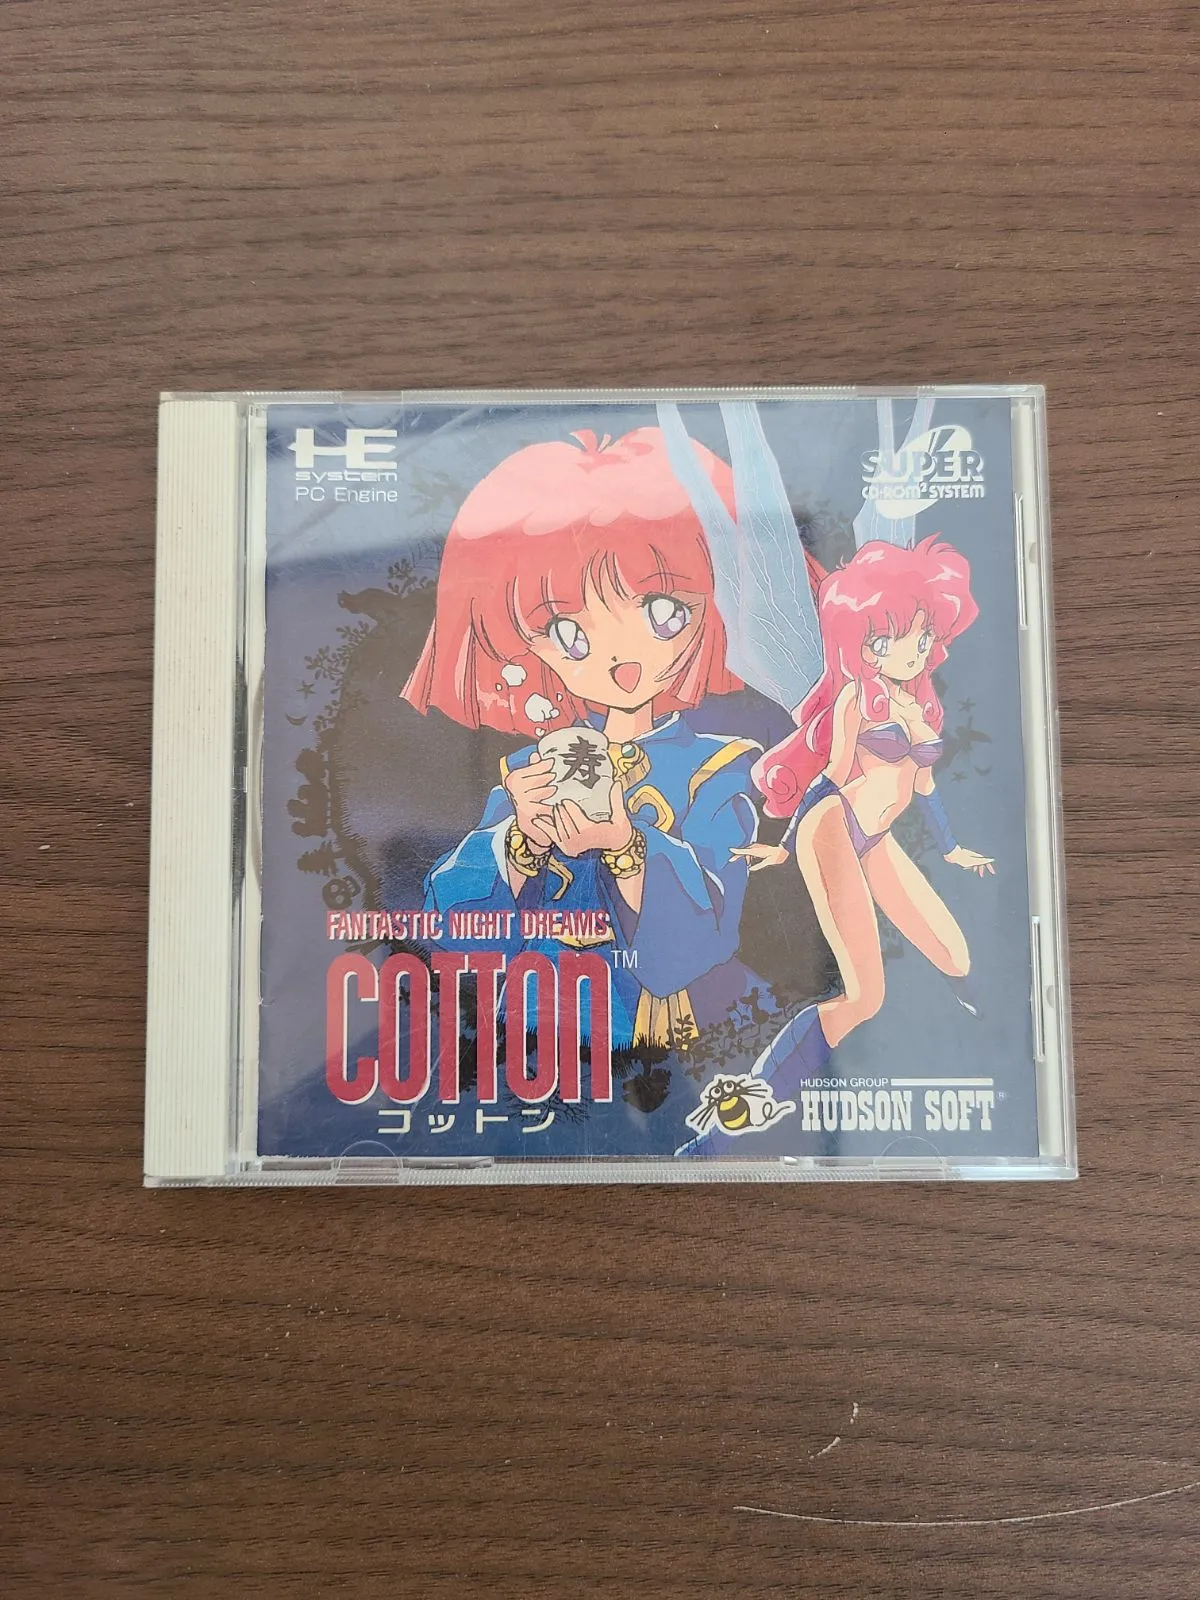 HE
system
PC Engine
SUPER
CD-ROM² SYSTEM
寿
FANTASTIC NIGHT DREAMS
COTTON™
コットン
HUDSON GROUP
HUDSON SOFT®